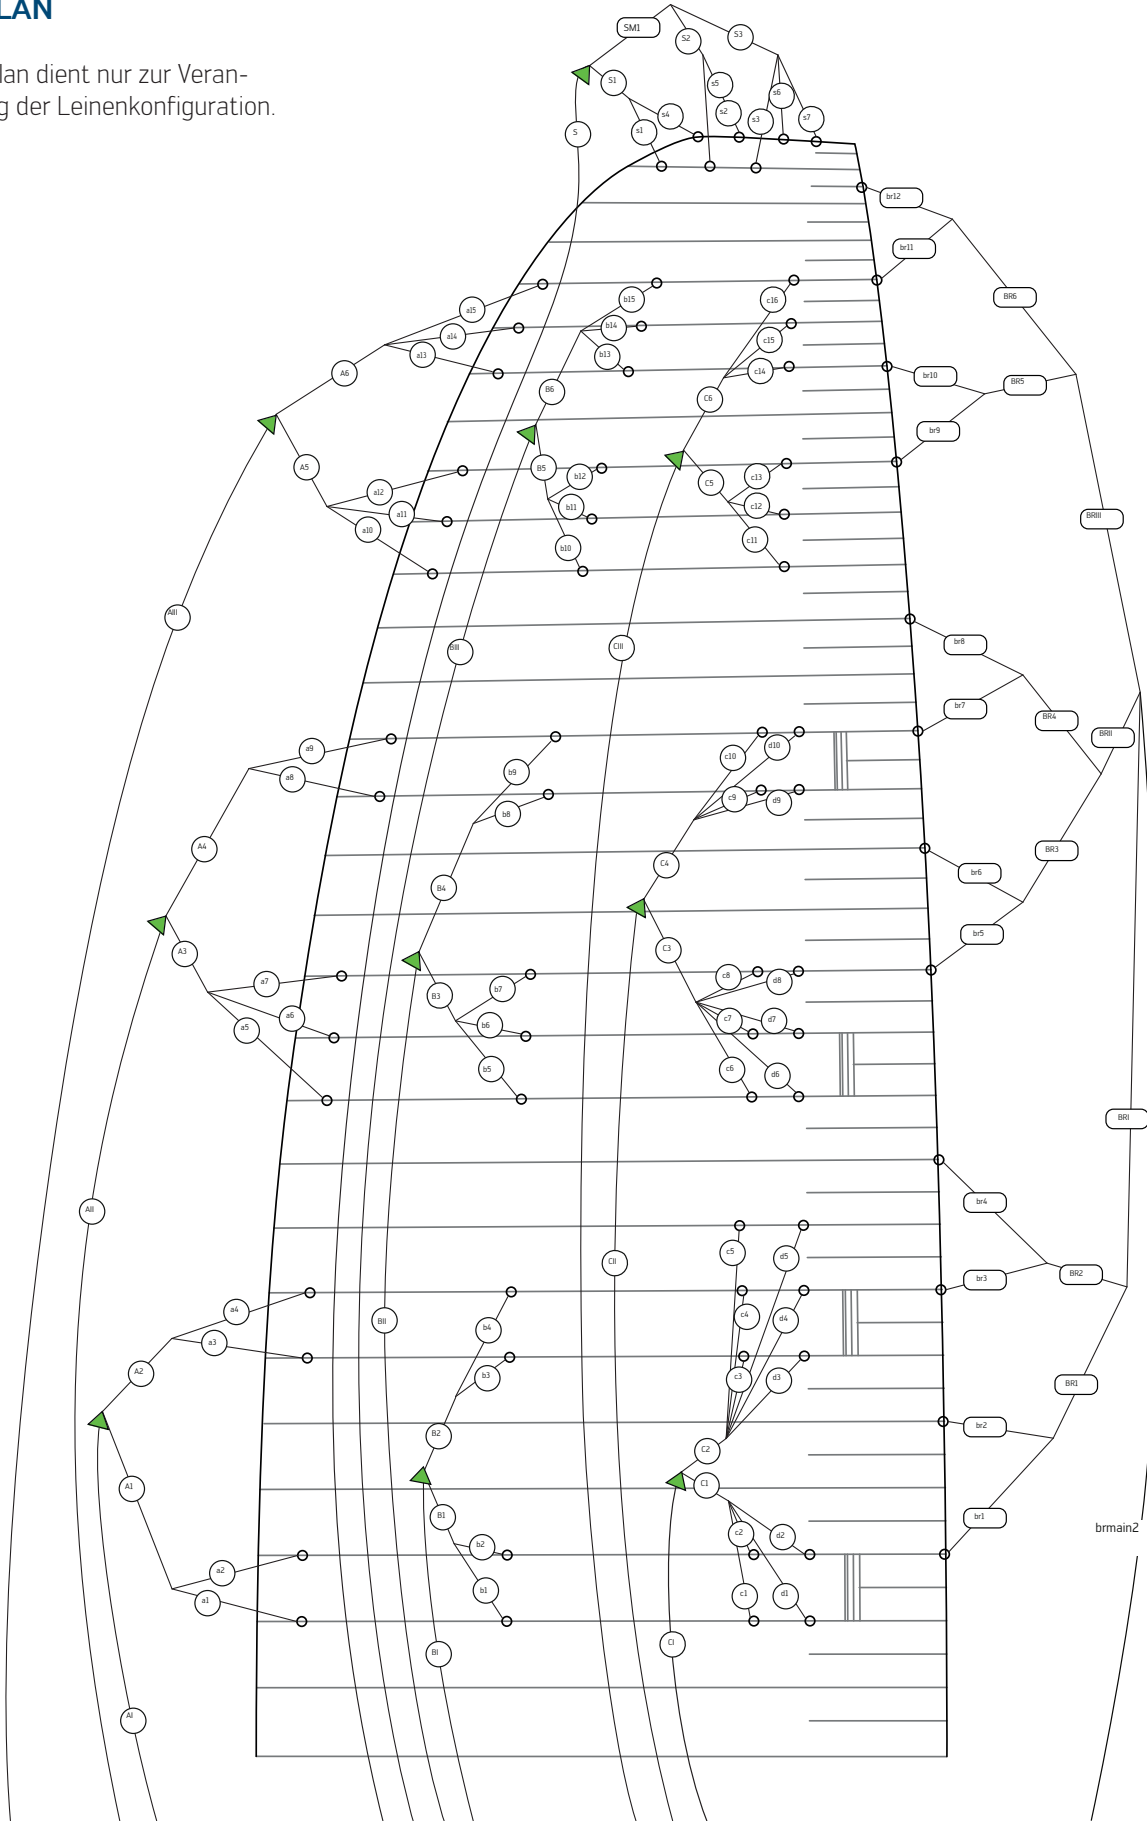 LAN
lan dient nur zur Veran-
g der Leinenkonfiguration.
SM1
S2
S3
S1
s5
s6
s4
s2
s3
s7
S
s1
br12
br11
BR6
a15
b15
c16
a14
b14
c15
a13
b13
A6
c14
br10
BR5
B6
C6
br9
A5
B5
b12
c13
C5
a12
b11
c12
a11
a10
b10
c11
BRIII
AIII
BIII
CIII
br8
br7
BR4
BRII
a9
c10
d10
a8
b9
c9
d9
b8
A4
C4
BR3
B4
br6
A3
C3
br5
a7
b7
c8
d8
B3
a6
b6
c7
d7
a5
b5
c6
d6
BRI
AII
br4
c5
d5
CII
br3
BR2
a4
c4
d4
BII
b4
a3
A2
b3
c3
d3
BR1
B2
br2
C2
A1
C1
B1
br1
brmain2
c2
d2
b2
a2
b1
c1
d1
a1
BI
CI
AI